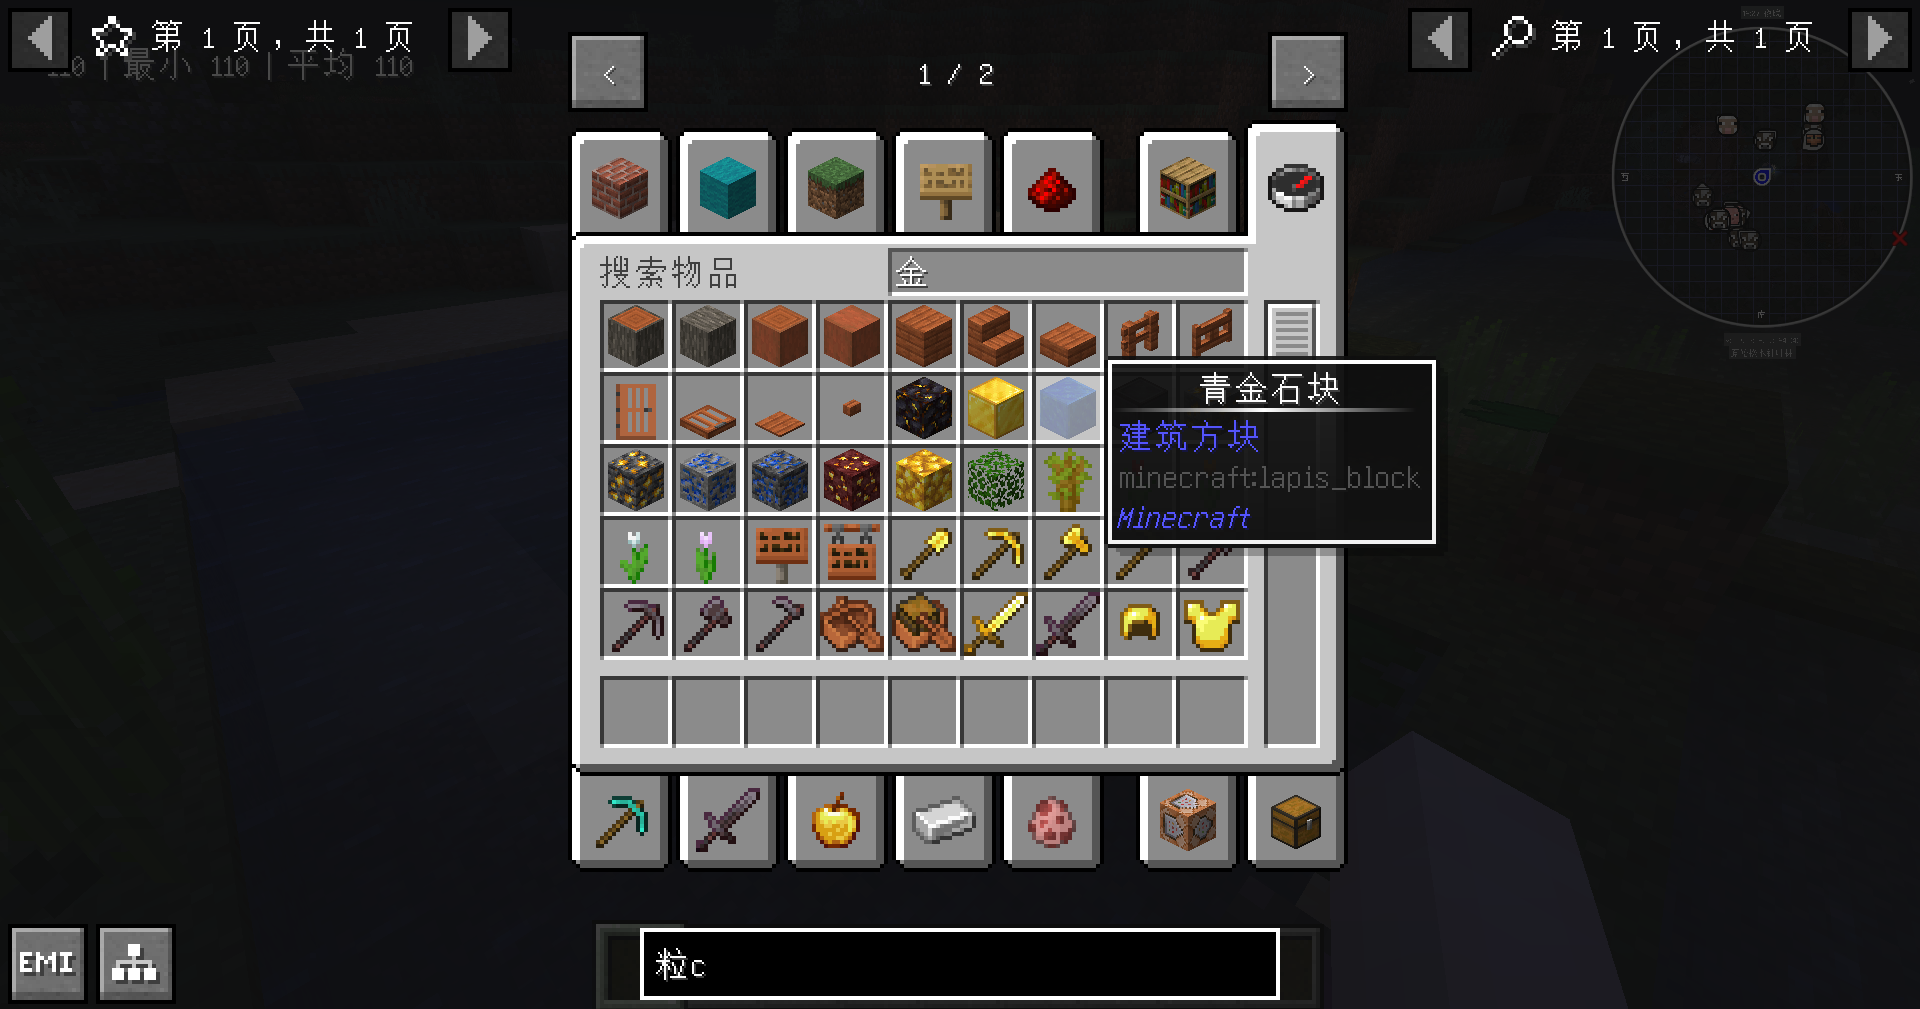 第 1 页，共 1 页
110 | 最小 110 | 平均 110
1 / 2
第 1 页，共 1 页
搜索物品
金
青金石块
建筑方块
minecraft:lapis_block
Minecraft
EMI
粒c